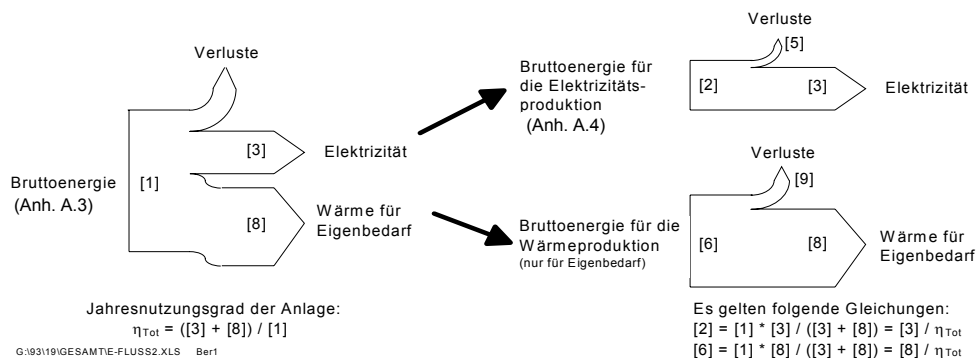 Verluste
[3]
Elektrizität
Bruttoenergie
(Anh. A.3)
[1]
[8]
Wärme für
Eigenbedarf
Jahresnutzungsgrad der Anlage:
ηTot = ([3] + [8]) / [1]
G:\93\19\GESAMT\E-FLUSS2.XLS Ber1
Bruttoenergie für
die Elektrizitäts-
produktion
(Anh. A.4)
Verluste
[5]
[2]
[3]
Elektrizität
Bruttoenergie für die
Wärmeproduktion
(nur für Eigenbedarf)
Verluste
[9]
[6]
[8]
Wärme für
Eigenbedarf
Es gelten folgende Gleichungen:
[2] = [1] * [3] / ([3] + [8]) = [3] / ηTot
[6] = [1] * [8] / ([3] + [8]) = [8] / ηTot